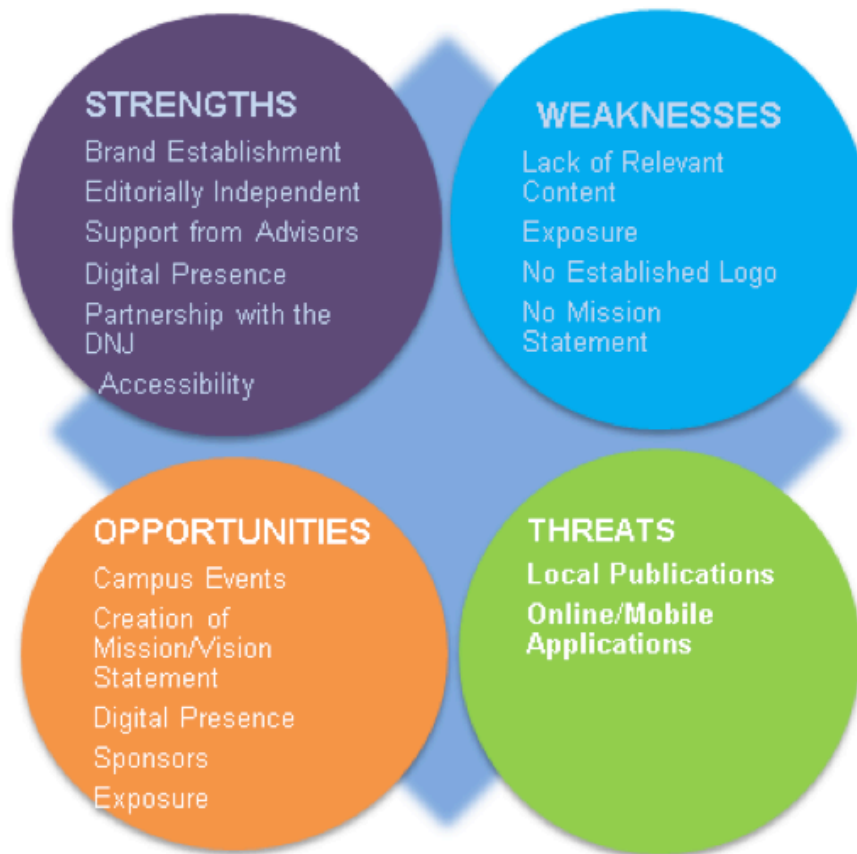 STRENGTHS
Brand Establishment
Editorially Independent
Support from Advisors
Digital Presence
Partnership with the
DNJ
Accessibility
WEAKNESSES
Lack of Relevant
Content
Exposure
No Established Logo
No Mission
Statement
OPPORTUNITIES
Campus Events
Creation of
Mission/Vision
Statement
Digital Presence
Sponsors
Exposure
THREATS
Local Publications
Online/Mobile
Applications